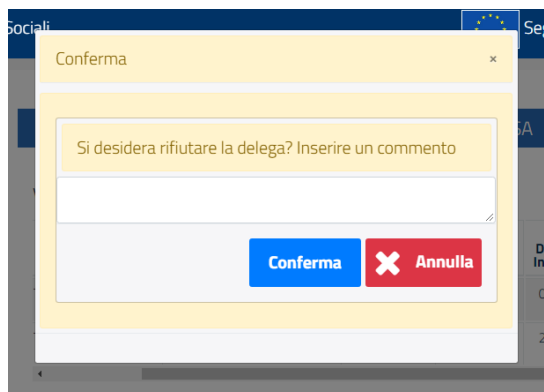 Sociali
Conferma
×
Si desidera rifiutare la delega? Inserire un commento
Conferma
Annulla